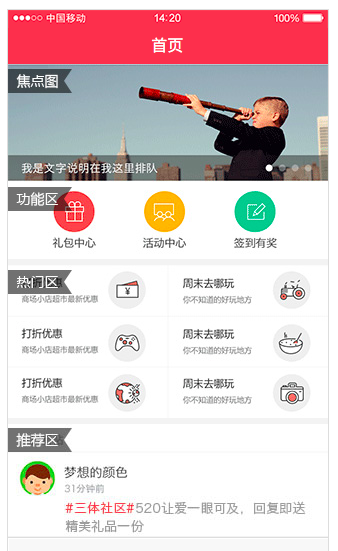 中国移动 14:20 100%
首页
焦点图
我是文字说明在我这里排队
功能区
礼包中心 活动中心 签到有奖
热门区
周末去哪玩
商场小店超市最新优惠 你不知道的好玩地方
打折优惠 周末去哪玩
商场小店超市最新优惠 你不知道的好玩地方
打折优惠 周末去哪玩
商场小店超市最新优惠 你不知道的好玩地方
推荐区
梦想的颜色
31分钟前
#三体社区#520让爱一眼可及，回复即送
精美礼品一份